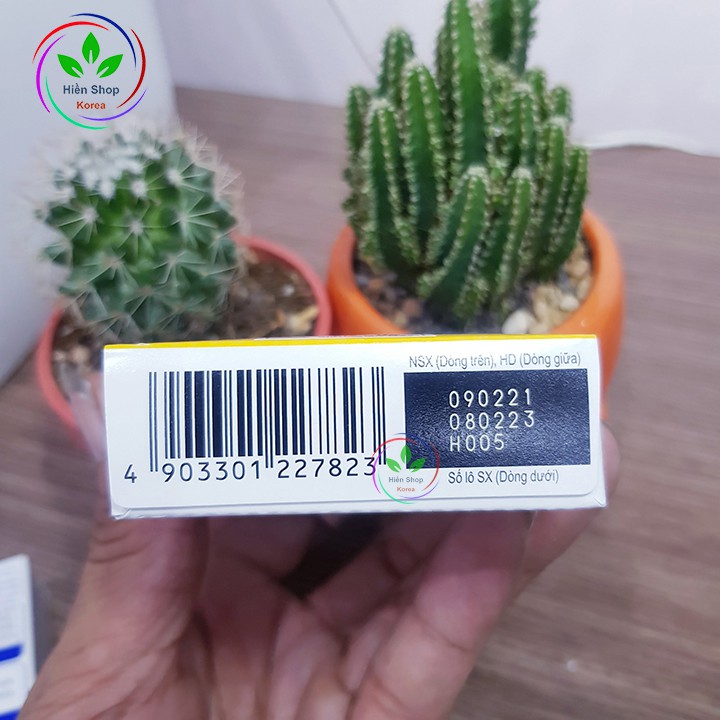 Hiền Shop
Korea
NSX (Dòng trên), HD (Dòng giữa)
090221
080223
H005
4 903301 227823
Hiền Shop
Korea
Số lô SX (Dòng dưới)